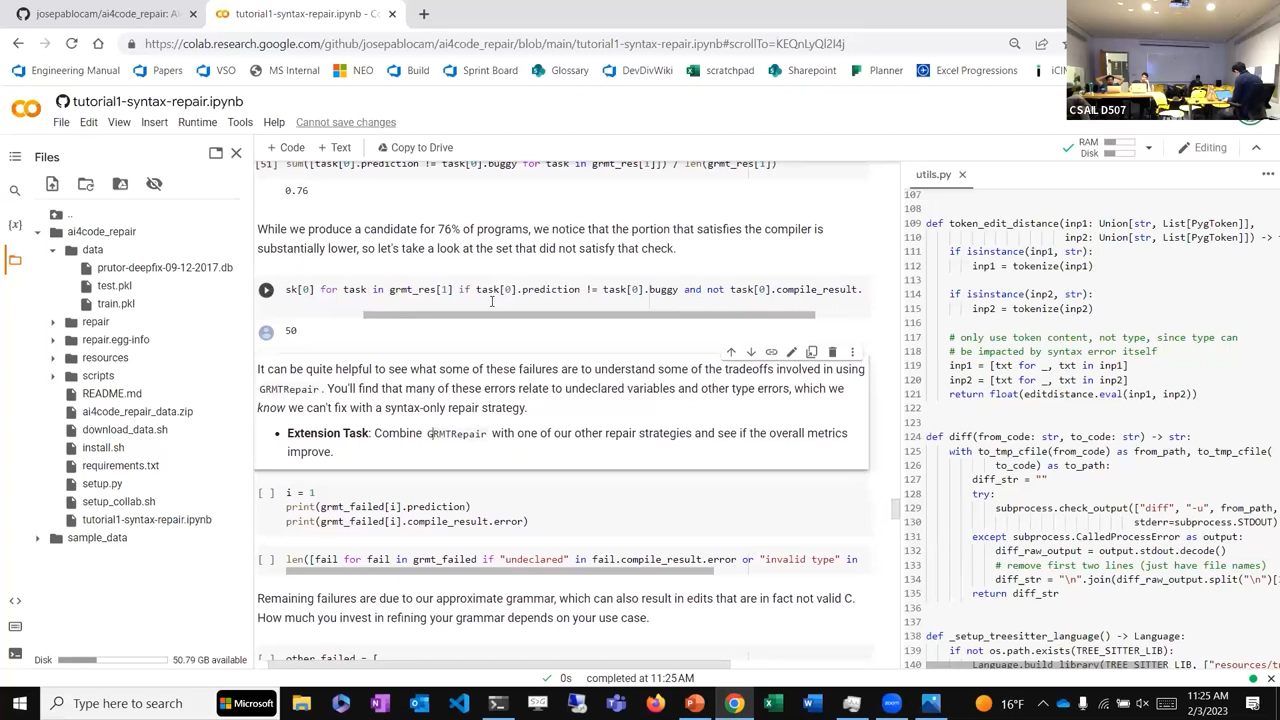 josepablocam/ai4code_repair: AI
tutorial1-syntax-repair.ipynb - Co
https://colab.research.google.com/github/josepablocam/ai4code_repair/blob/main/tutorial1-syntax-repair.ipynb#scrollTo=KEQnLyQl2I4j
Engineering Manual
Papers
VSO
MS Internal
NEO
Build
Sprint Board
Glossary
DevDivWiki
scratchpad
Planner
Excel Processing
CSAIL D507
tutorial1-syntax-repair.ipynb
File Edit View Insert Runtime Tools Help Cannot save changes
Files
+ Code + Text Copy to Drive
RAM
Disk
Editing
..
ai4code_repair
data
prutor-deepfix-09-12-2017.db
test.pkl
train.pkl
repair
repair.egg-info
resources
scripts
README.md
ai4code_repair_data.zip
download_data.sh
install.sh
requirements.txt
setup.py
setup_collab.sh
tutorial1-syntax-repair.ipynb
sample_data
Disk
50.79 GB available
[51] sum([task[0].prediction != task[0].buggy for task in grmt_res[1]]) / len(grmt_res[1])
0.76
While we produce a candidate for 76% of programs, we notice that the portion that satisfies the compiler is
substantially lower, so let's take a look at the set that did not satisfy that check.
sk[0] for task in grmt_res[1] if task[0].prediction != task[0].buggy and not task[0].compile_result.
50
It can be quite helpful to see what some of these failures are to understand some of the tradeoffs involved in using
GRMTRepair. You'll find that many of these errors relate to undeclared variables and other type errors, which we
know we can't fix with a syntax-only repair strategy.
• Extension Task: Combine GRMTRepair with one of our other repair strategies and see if the overall metrics
improve.
[ ] i = 1
print(grmt_failed[i].prediction)
print(grmt_failed[i].compile_result.error)
[ ] len([fail for fail in grmt_failed if "undeclared" in fail.compile_result.error or "invalid type" in
Remaining failures are due to our approximate grammar, which can also result in edits that are in fact not valid C.
How much you invest in refining your grammar depends on your use case.
[ ] other_failed = [
0s completed at 11:25 AM
utils.py
107
108
109 def token_edit_distance(inp1: Union[str, List[PygToken]],
110 inp2: Union[str, List[PygToken]]) ->
111 if isinstance(inp1, str):
112 inp1 = tokenize(inp1)
113
114 if isinstance(inp2, str):
115 inp2 = tokenize(inp2)
116
117 # only use token content, not type, since type can
118 # be impacted by syntax error itself
119 inp1 = [txt for _, txt in inp1]
120 inp2 = [txt for _, txt in inp2]
121 return float(editdistance.eval(inp1, inp2))
122
123
124 def diff(from_code: str, to_code: str) -> str:
125 with to_tmp_cfile(from_code) as from_path, to_tmp_cfile(
126 to_code) as to_path:
127 diff_str = ""
128 try:
129 subprocess.check_output(["diff", "-u", from_path,
130 stderr=subprocess.STDOUT)
131 except subprocess.CalledProcessError as output:
132 diff_raw_output = output.stdout.decode()
133 # remove first two lines (just have file names)
134 diff_str = "\n".join(diff_raw_output.split("\n")[
135 return diff_str
136
137
138 def _setup_treesitter_language() -> Language:
139 if not os.path.exists(TREE_SITTER_LIB):
140 Language.build_library(TREE_SITTER_LIB, ["resources/t
Type here to search
Microsoft
16°F
11:25 AM
2/3/2023